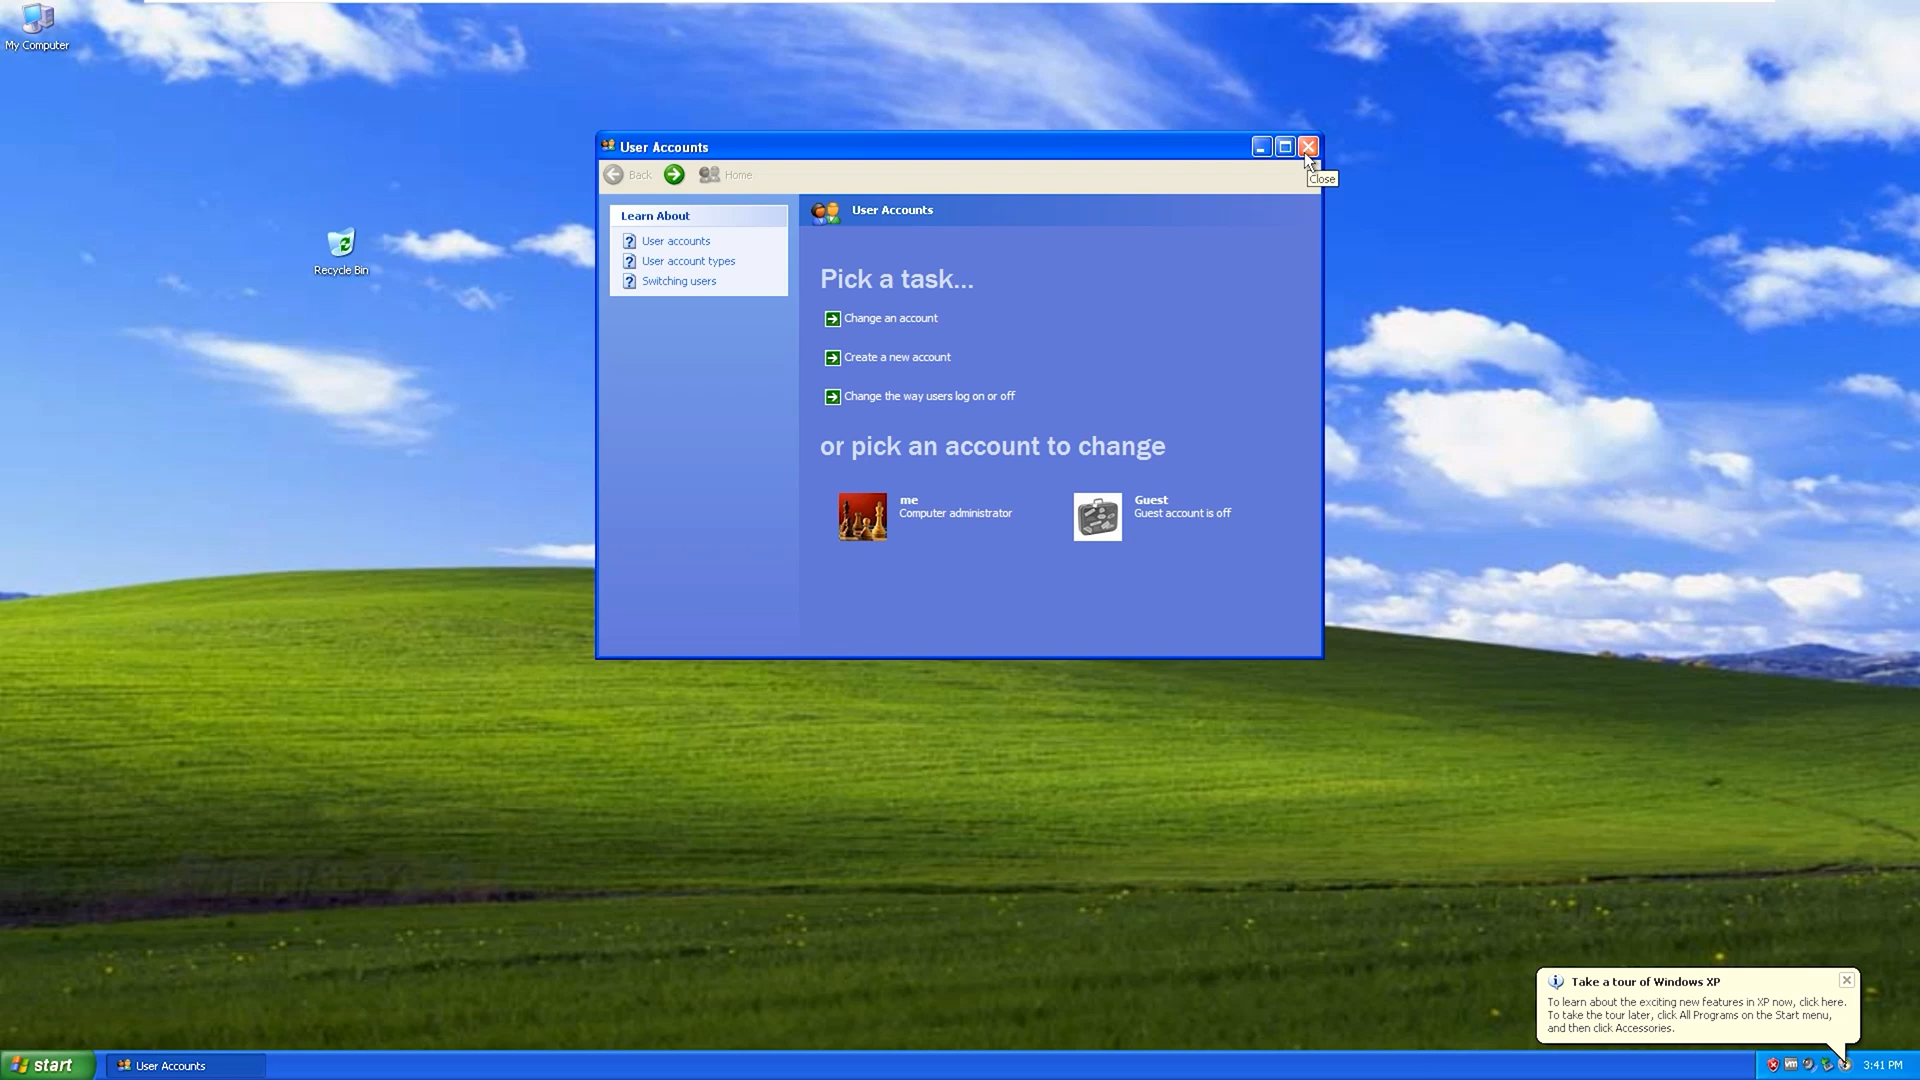 My Computer
Recycle Bin
User Accounts
Back
Home
Close
Learn About
User accounts
User account types
Switching users
User Accounts
Pick a task...
Change an account
Create a new account
Change the way users log on or off
or pick an account to change
me
Computer administrator
Guest
Guest account is off
Take a tour of Windows XP
To learn about the exciting new features in XP now, click here.
To take the tour later, click All Programs on the Start menu,
and then click Accessories.
start
User Accounts
vm
3:41 PM